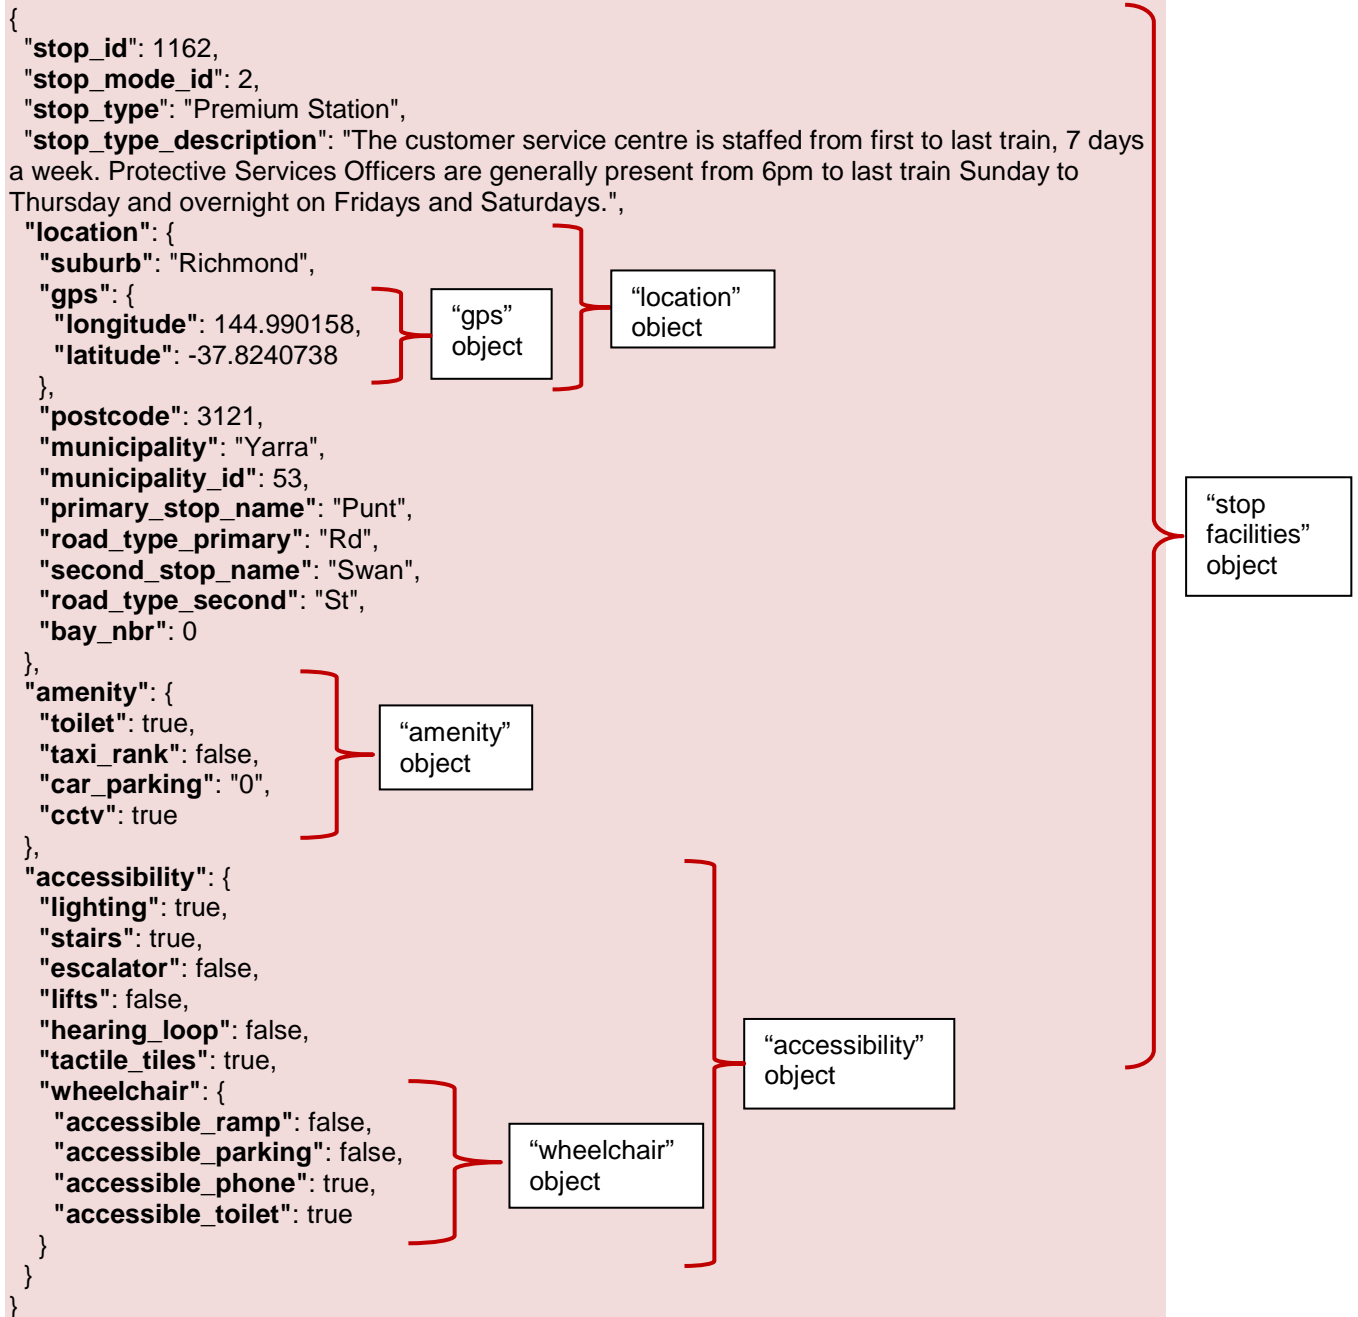 {
"stop_id": 1162,
"stop_mode_id": 2,
"stop_type": "Premium Station",
"stop_type_description": "The customer service centre is staffed from first to last train, 7 days
a week. Protective Services Officers are generally present from 6pm to last train Sunday to
Thursday and overnight on Fridays and Saturdays.",
"location": {
"suburb": "Richmond",
"gps": {
"longitude": 144.990158,
"latitude": -37.8240738
},
"postcode": 3121,
"municipality": "Yarra",
"municipality_id": 53,
"primary_stop_name": "Punt",
"road_type_primary": "Rd",
"second_stop_name": "Swan",
"road_type_second": "St",
"bay_nbr": 0
},
"amenity": {
"toilet": true,
"taxi_rank": false,
"car_parking": "0",
"cctv": true
},
"accessibility": {
"lighting": true,
"stairs": true,
"escalator": false,
"lifts": false,
"hearing_loop": false,
"tactile_tiles": true,
"wheelchair": {
"accessible_ramp": false,
"accessible_parking": false,
"accessible_phone": true,
"accessible_toilet": true
}
}
}
“gps”
object
“location”
object
“stop
facilities”
object
“amenity”
object
“accessibility”
object
“wheelchair”
object